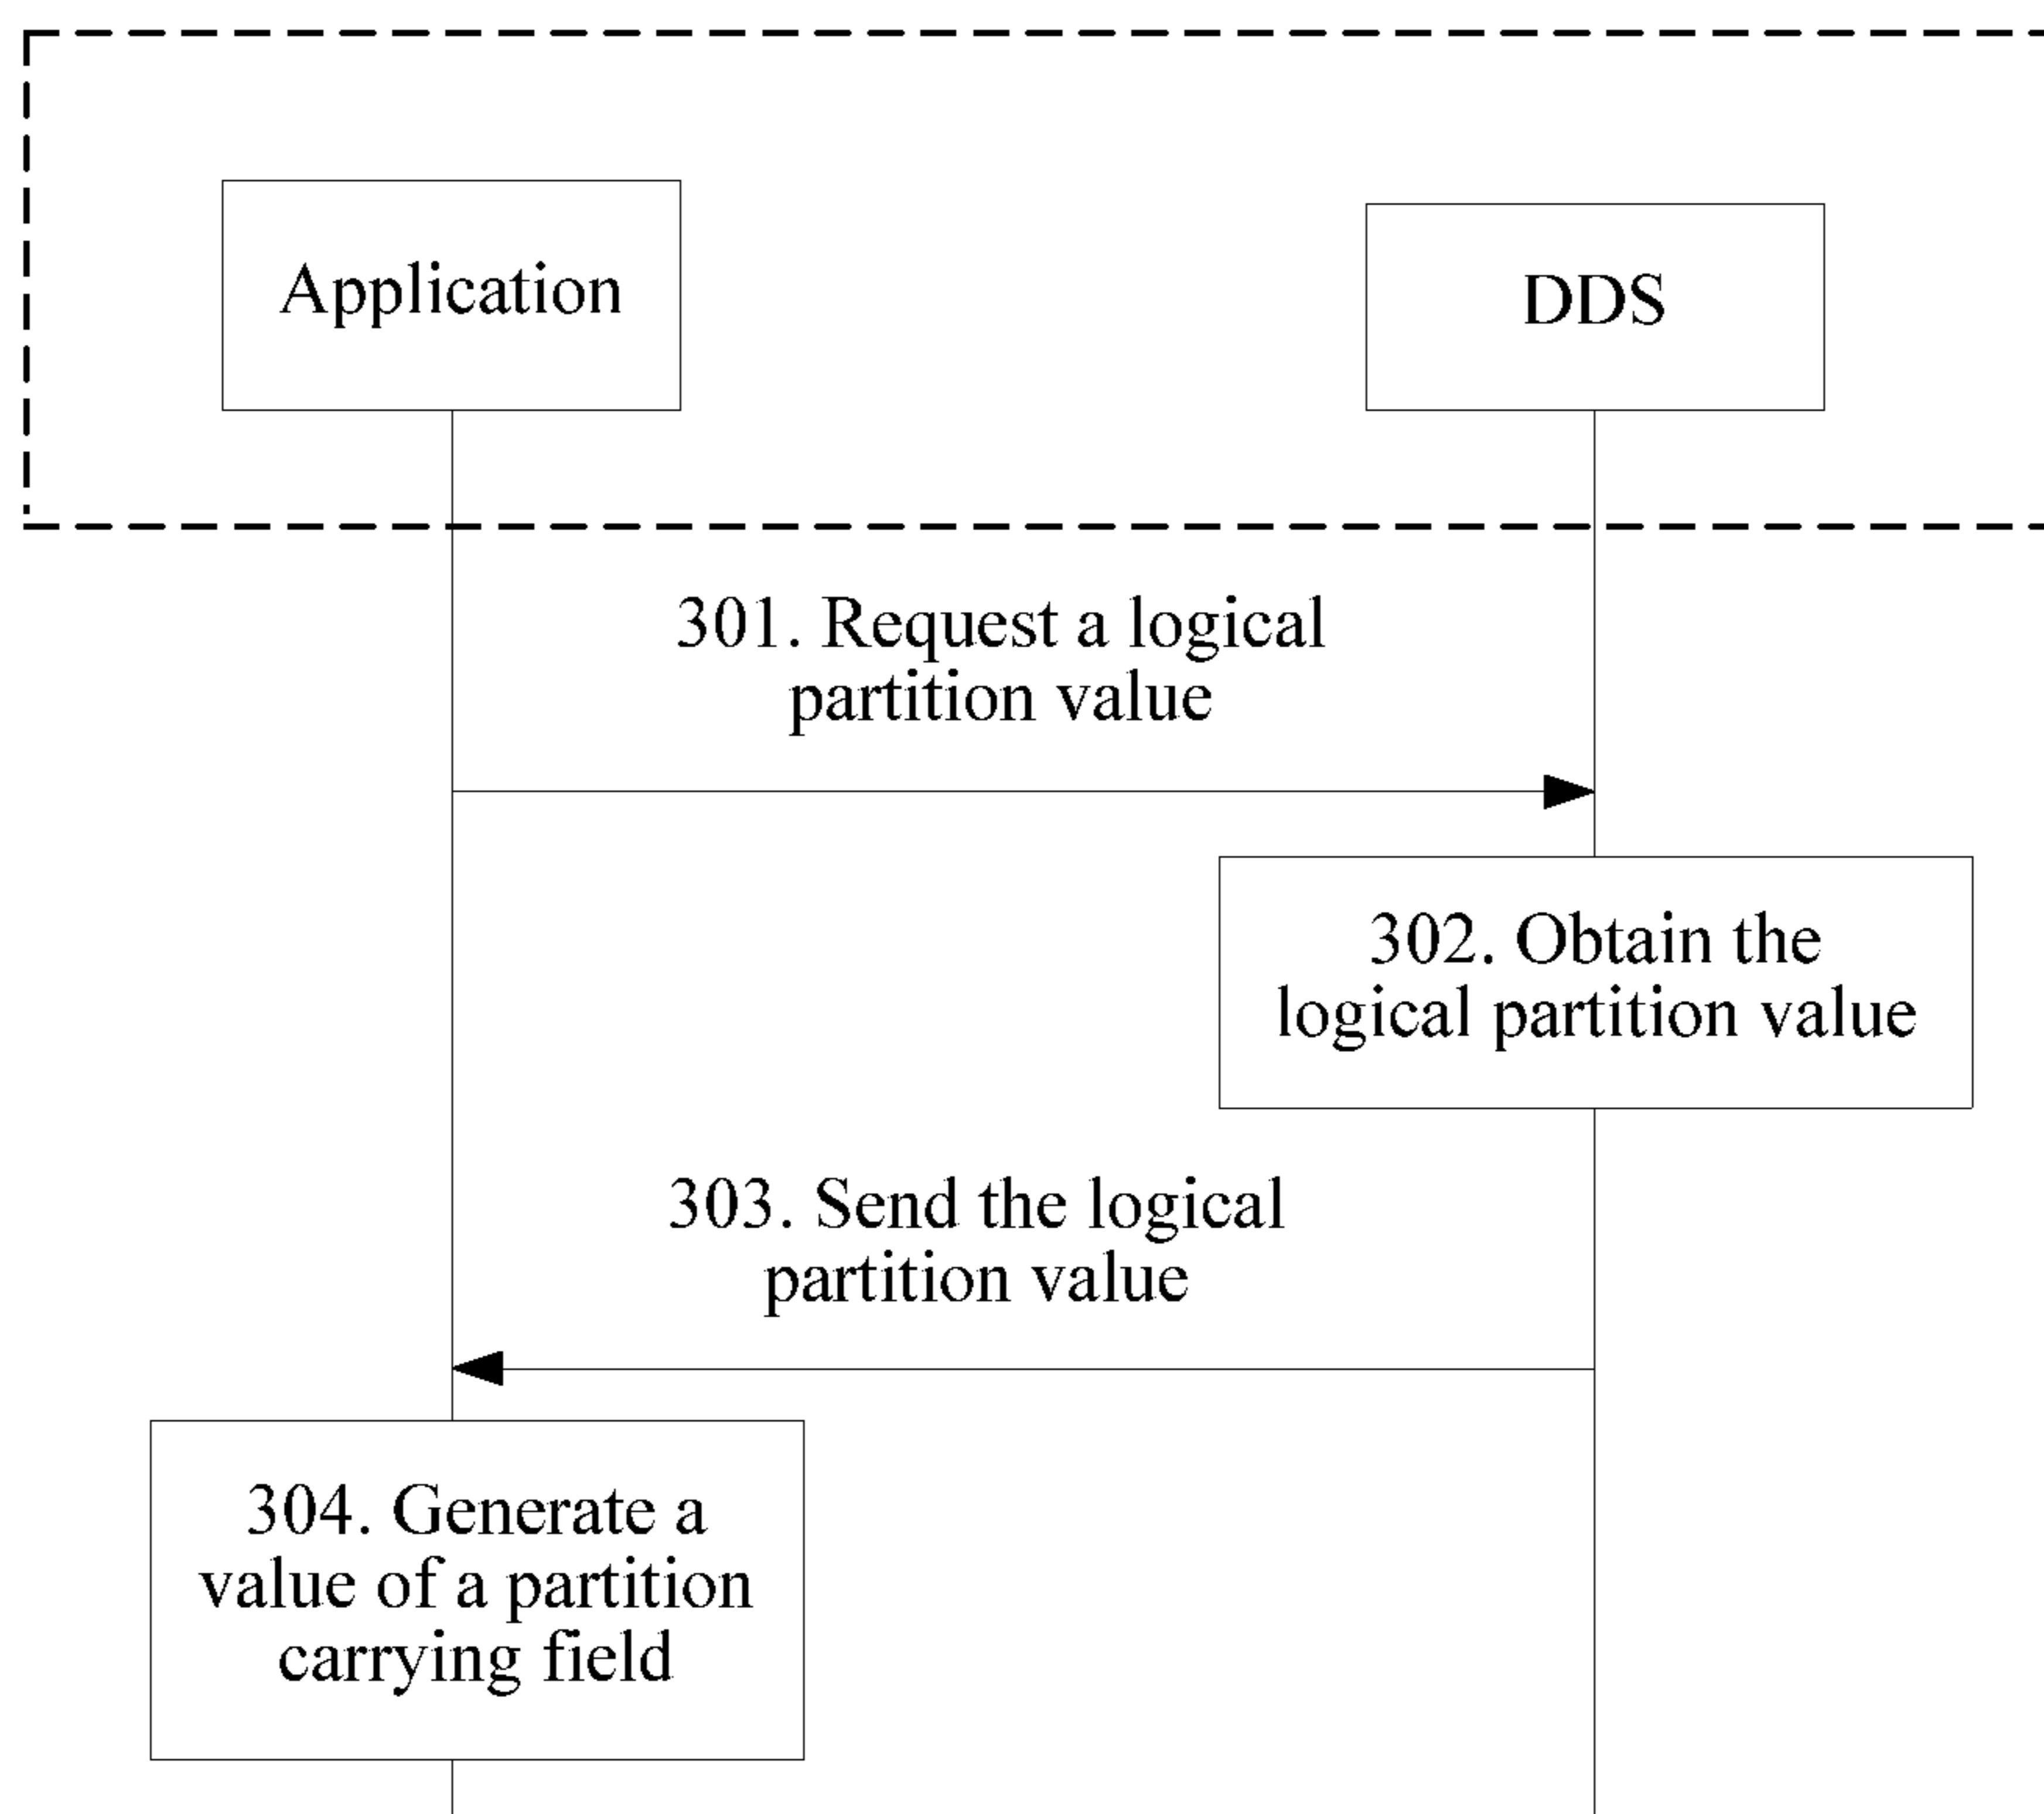 Application
DDS
301. Request a logical
partition value
302. Obtain the
logical partition value
303. Send the logical
partition value
304. Generate a
value of a partition
carrying field